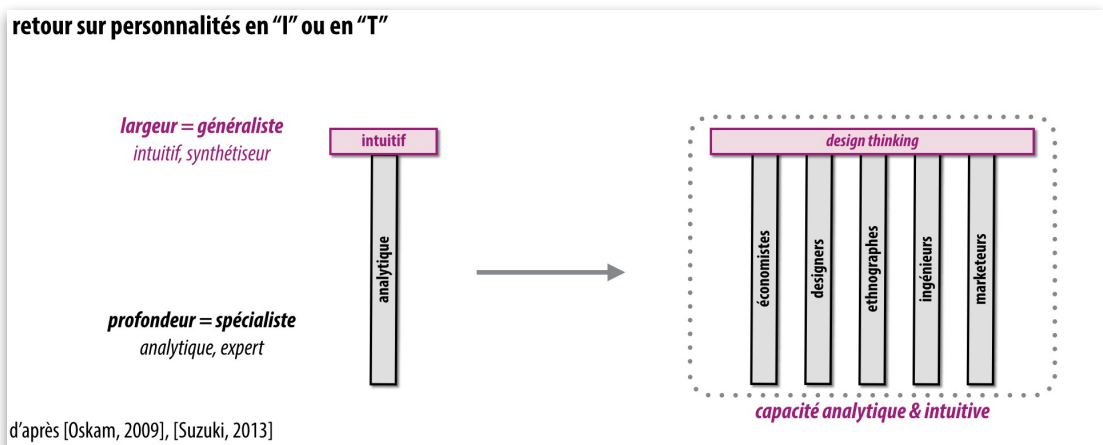 retour sur personnalités en “I” ou en “T”
largeur = généraliste
intuitif, synthétiseur
intuitif
analytique
profondeur = spécialiste
analytique, expert
design thinking
économistes
designers
ethnographes
ingénieurs
marketeurs
capacité analytique & intuitive
d’après [Oskam, 2009], [Suzuki, 2013]